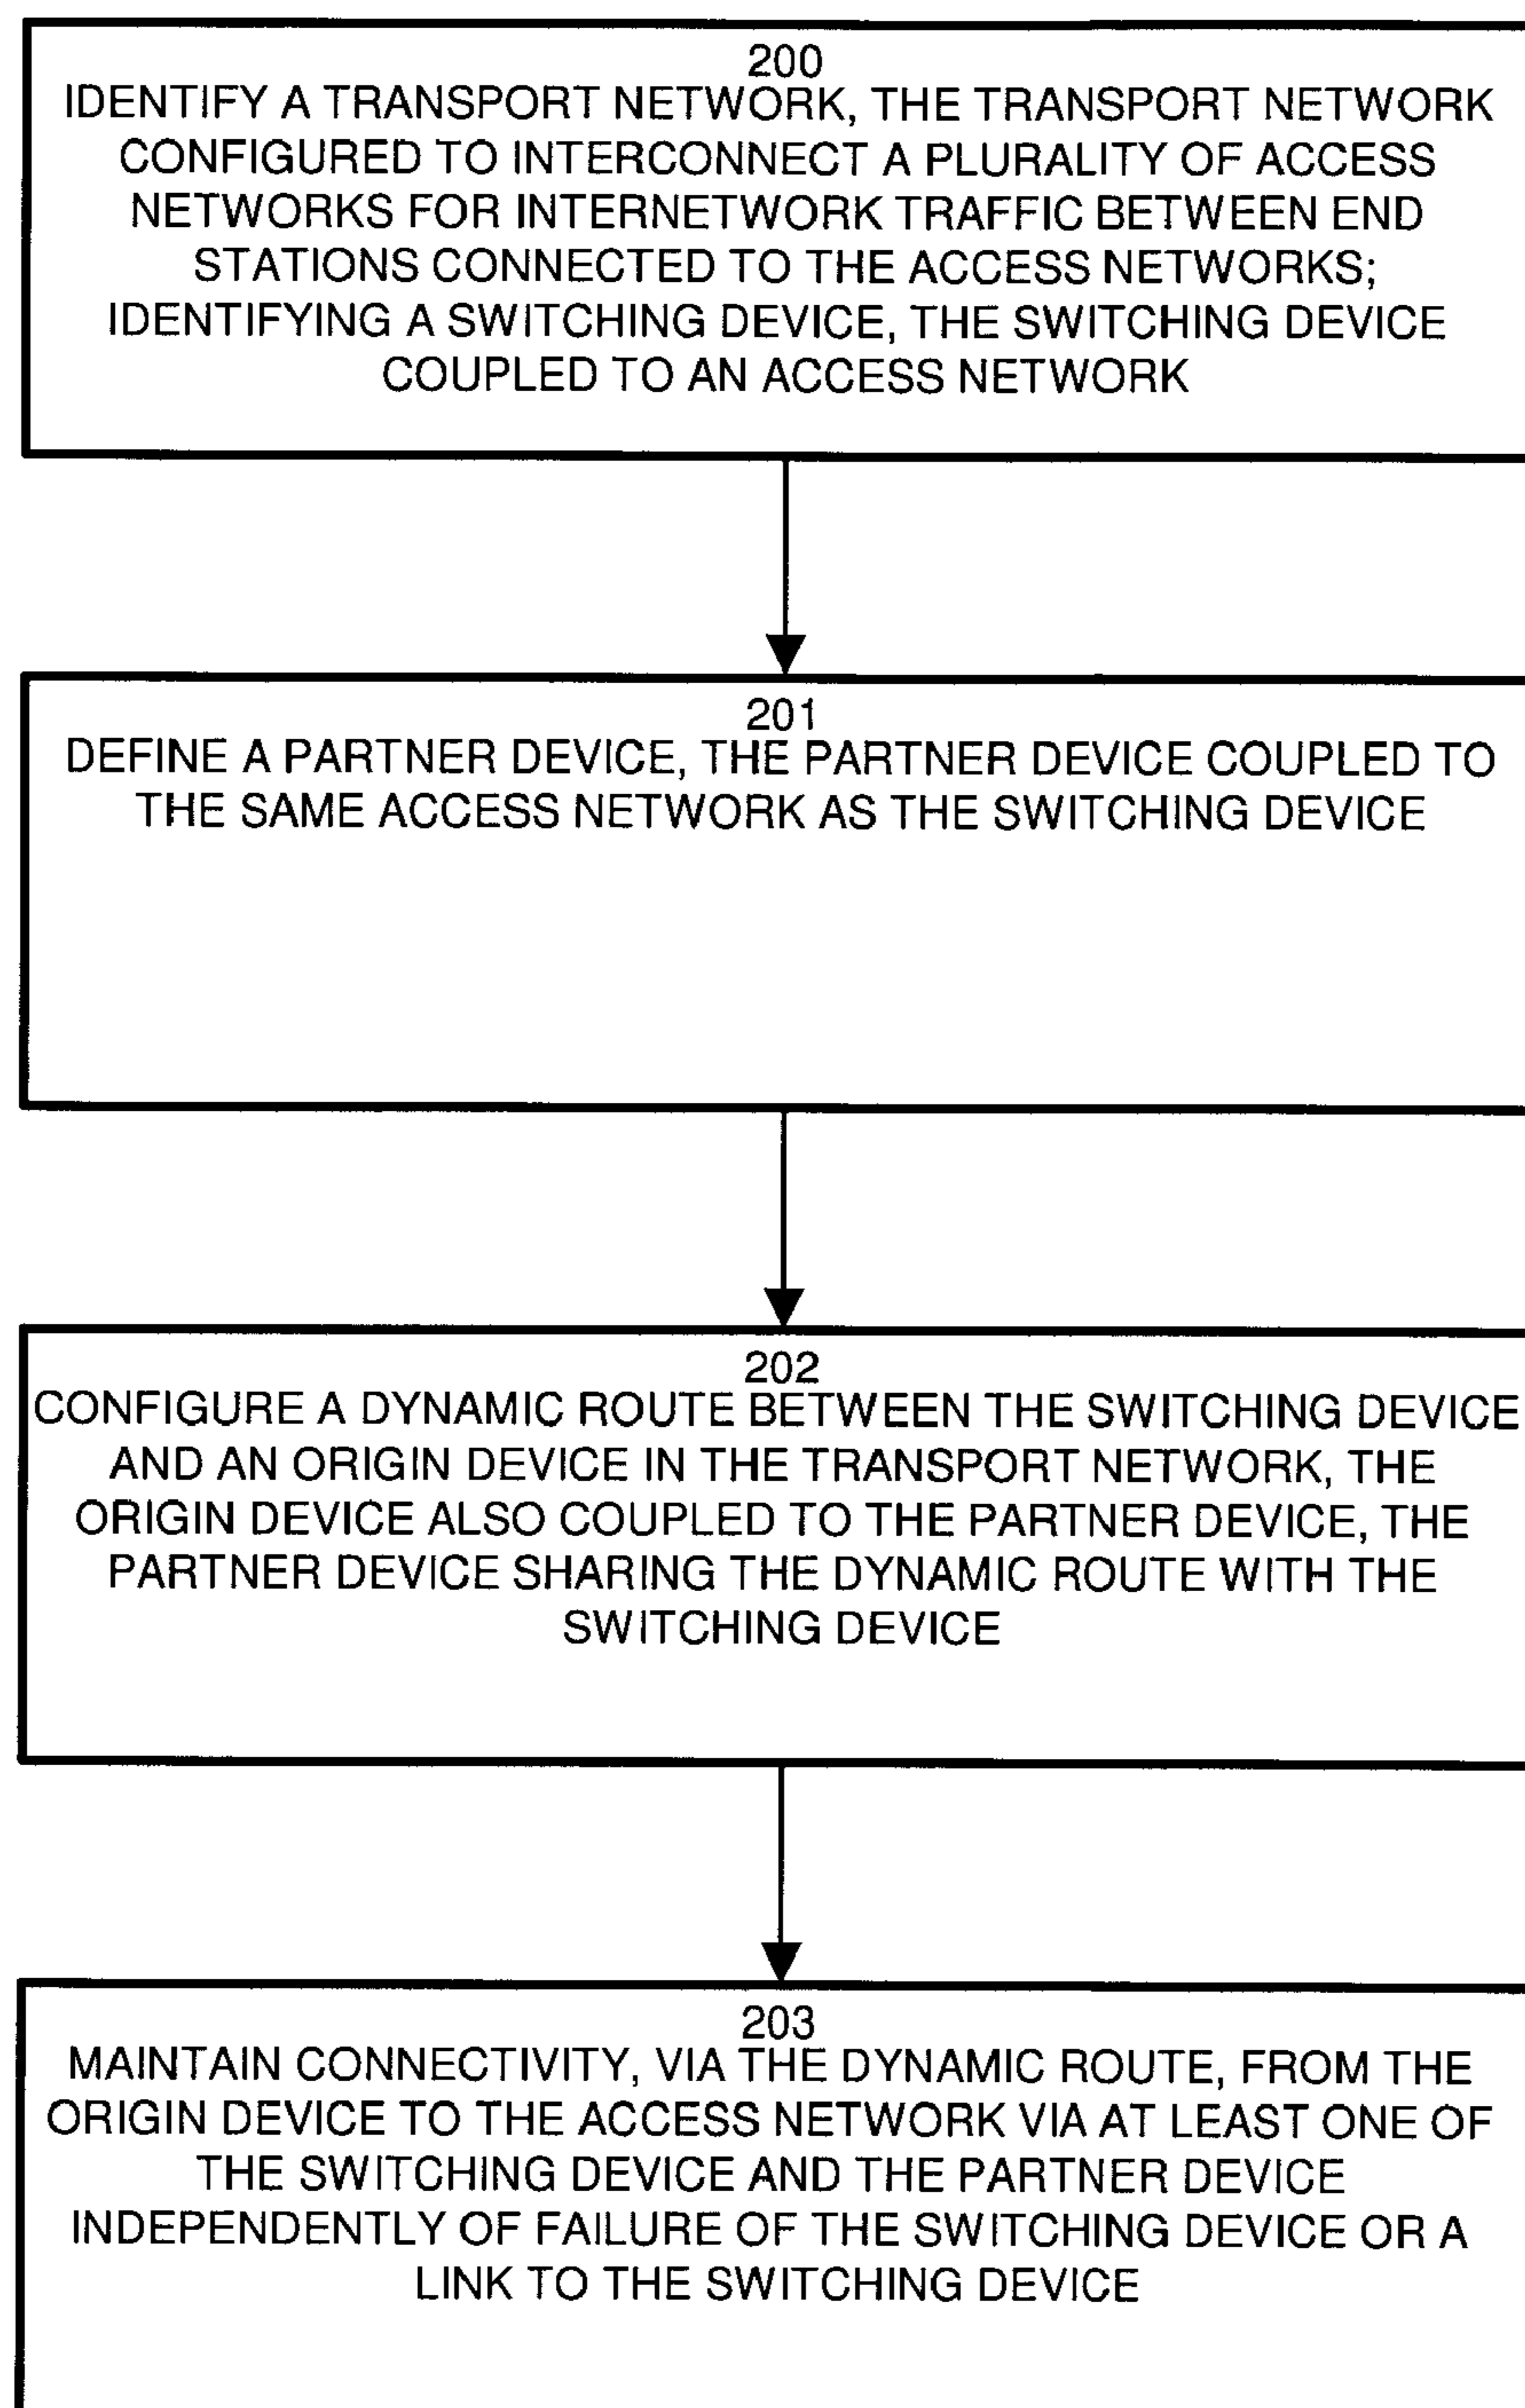 200
IDENTIFY A TRANSPORT NETWORK, THE TRANSPORT NETWORK
CONFIGURED TO INTERCONNECT A PLURALITY OF ACCESS
NETWORKS FOR INTERNETWORK TRAFFIC BETWEEN END
STATIONS CONNECTED TO THE ACCESS NETWORKS;
IDENTIFYING A SWITCHING DEVICE, THE SWITCHING DEVICE
COUPLED TO AN ACCESS NETWORK
201
DEFINE A PARTNER DEVICE, THE PARTNER DEVICE COUPLED TO
THE SAME ACCESS NETWORK AS THE SWITCHING DEVICE
202
CONFIGURE A DYNAMIC ROUTE BETWEEN THE SWITCHING DEVICE
AND AN ORIGIN DEVICE IN THE TRANSPORT NETWORK, THE
ORIGIN DEVICE ALSO COUPLED TO THE PARTNER DEVICE, THE
PARTNER DEVICE SHARING THE DYNAMIC ROUTE WITH THE
SWITCHING DEVICE
203
MAINTAIN CONNECTIVITY, VIA THE DYNAMIC ROUTE, FROM THE
ORIGIN DEVICE TO THE ACCESS NETWORK VIA AT LEAST ONE OF
THE SWITCHING DEVICE AND THE PARTNER DEVICE
INDEPENDENTLY OF FAILURE OF THE SWITCHING DEVICE OR A
LINK TO THE SWITCHING DEVICE